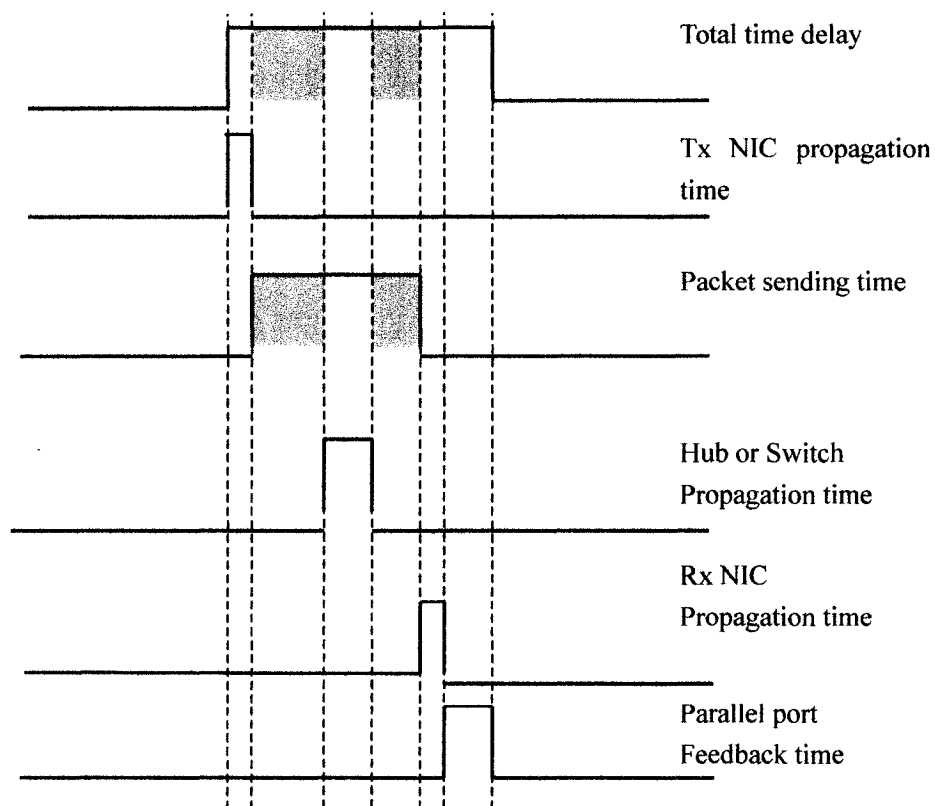 Total time delay
Tx NIC propagation
time
Packet sending time
Hub or Switch
Propagation time
Rx NIC
Propagation time
Parallel port
Feedback time